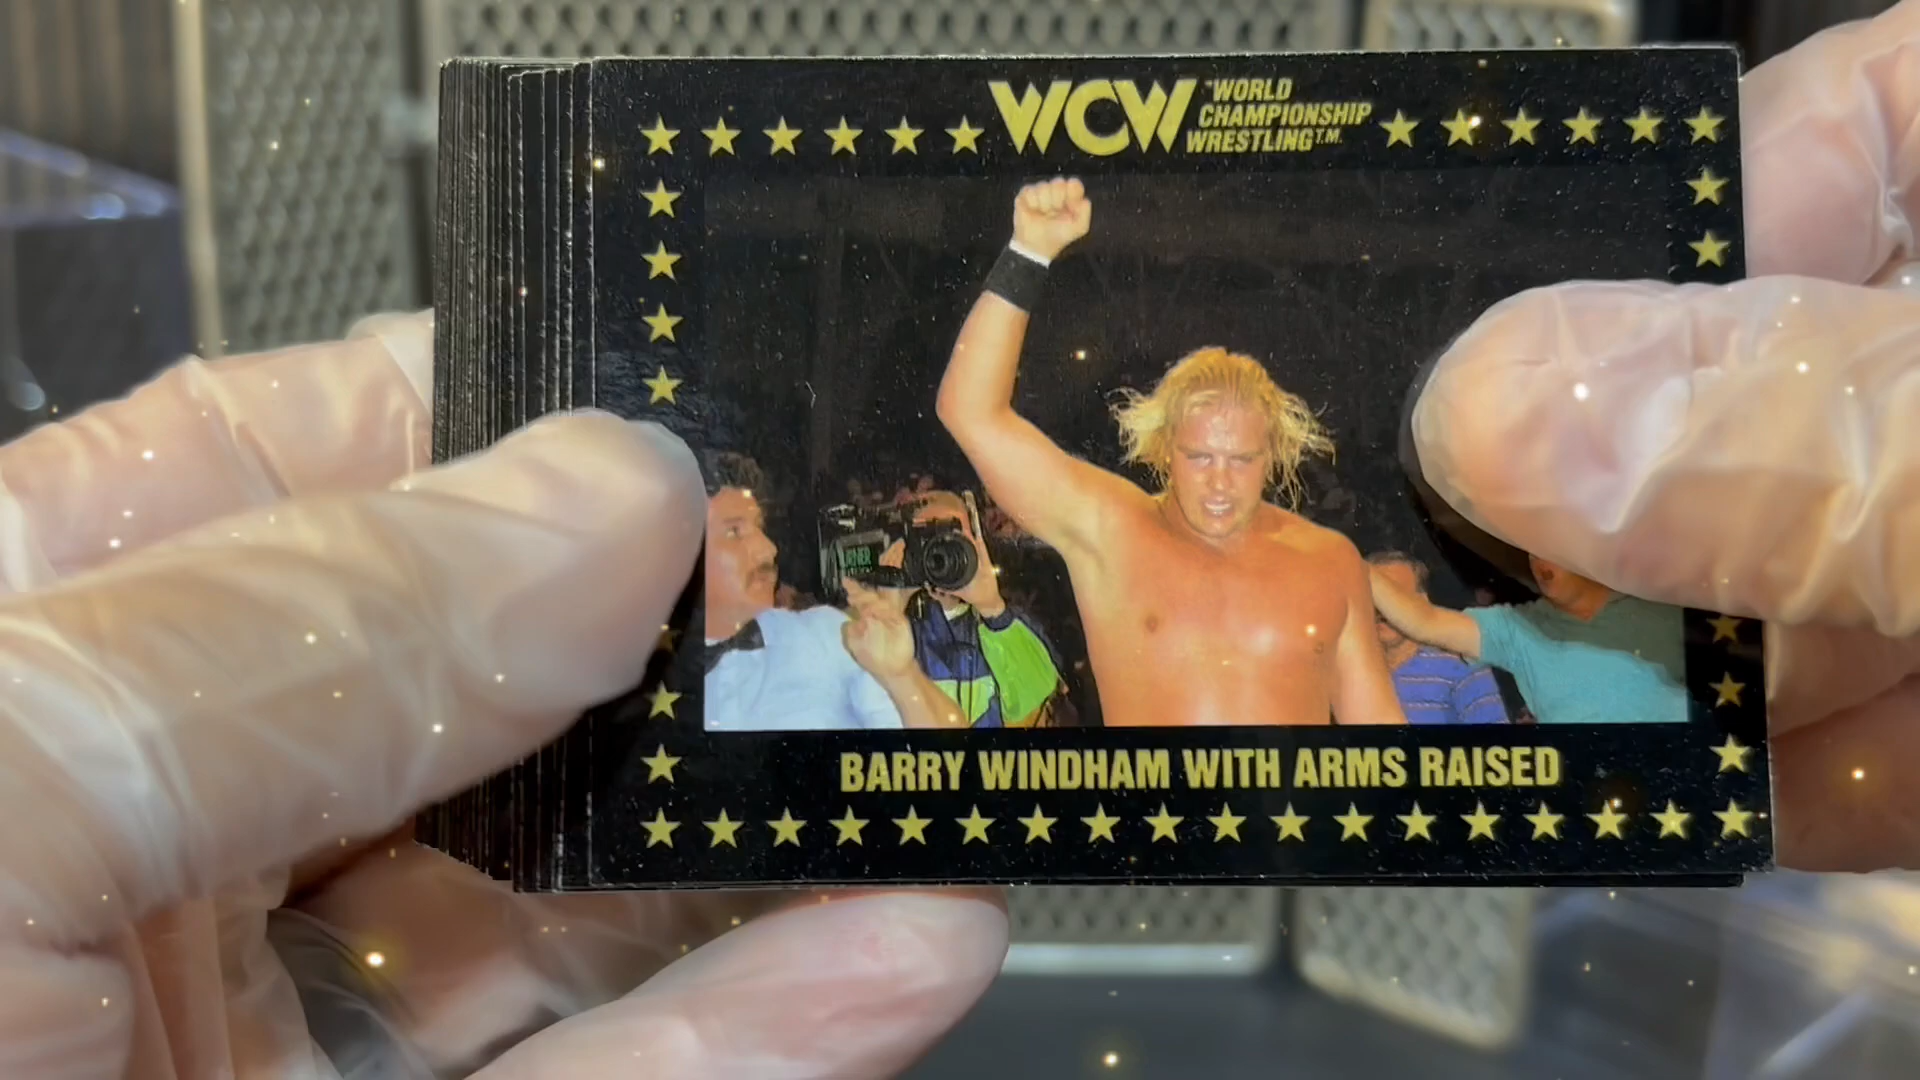 WCW
"WORLD
CHAMPIONSHIP
WRESTLING"T.M.
BARRY WINDHAM WITH ARMS RAISED